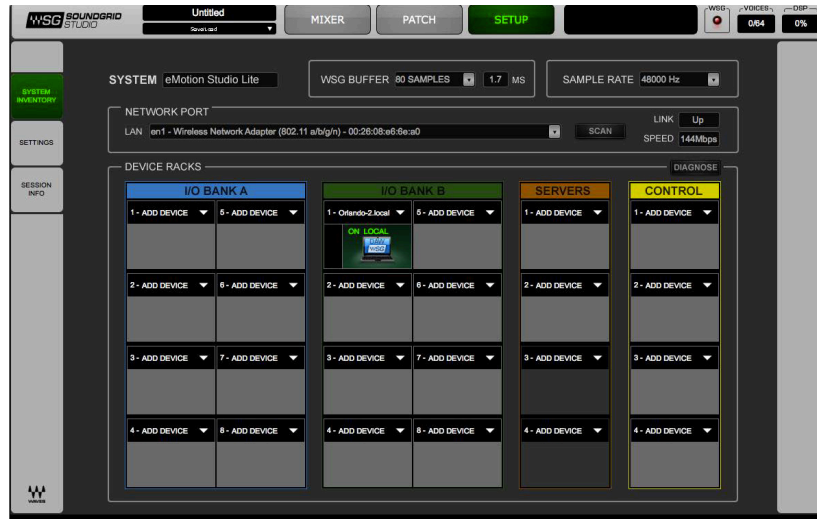 WSG SOUNDGRID STUDIO
Untitled
Save/Load
MIXER
PATCH
SETUP
WSG
VOICES
0/64
DSP
0%
SYSTEM INVENTORY
SETTINGS
SESSION INFO
WAVES
SYSTEM eMotion Studio Lite
WSG BUFFER 80 SAMPLES 1.7 MS
SAMPLE RATE 48000 Hz
NETWORK PORT
LAN en1 - Wireless Network Adapter (802.11 a/b/g/n) - 00:26:08:e6:6e:a0
SCAN
LINK Up
SPEED 144Mbps
DEVICE RACKS
DIAGNOSE
I/O BANK A
I/O BANK B
SERVERS
CONTROL
1 - ADD DEVICE 5 - ADD DEVICE 1 - Orlando-2.local 5 - ADD DEVICE 1 - ADD DEVICE 1 - ADD DEVICE
ON LOCAL
WSG
2 - ADD DEVICE 6 - ADD DEVICE 2 - ADD DEVICE 6 - ADD DEVICE 2 - ADD DEVICE 2 - ADD DEVICE
3 - ADD DEVICE 7 - ADD DEVICE 3 - ADD DEVICE 7 - ADD DEVICE 3 - ADD DEVICE 3 - ADD DEVICE
4 - ADD DEVICE 8 - ADD DEVICE 4 - ADD DEVICE 8 - ADD DEVICE 4 - ADD DEVICE 4 - ADD DEVICE